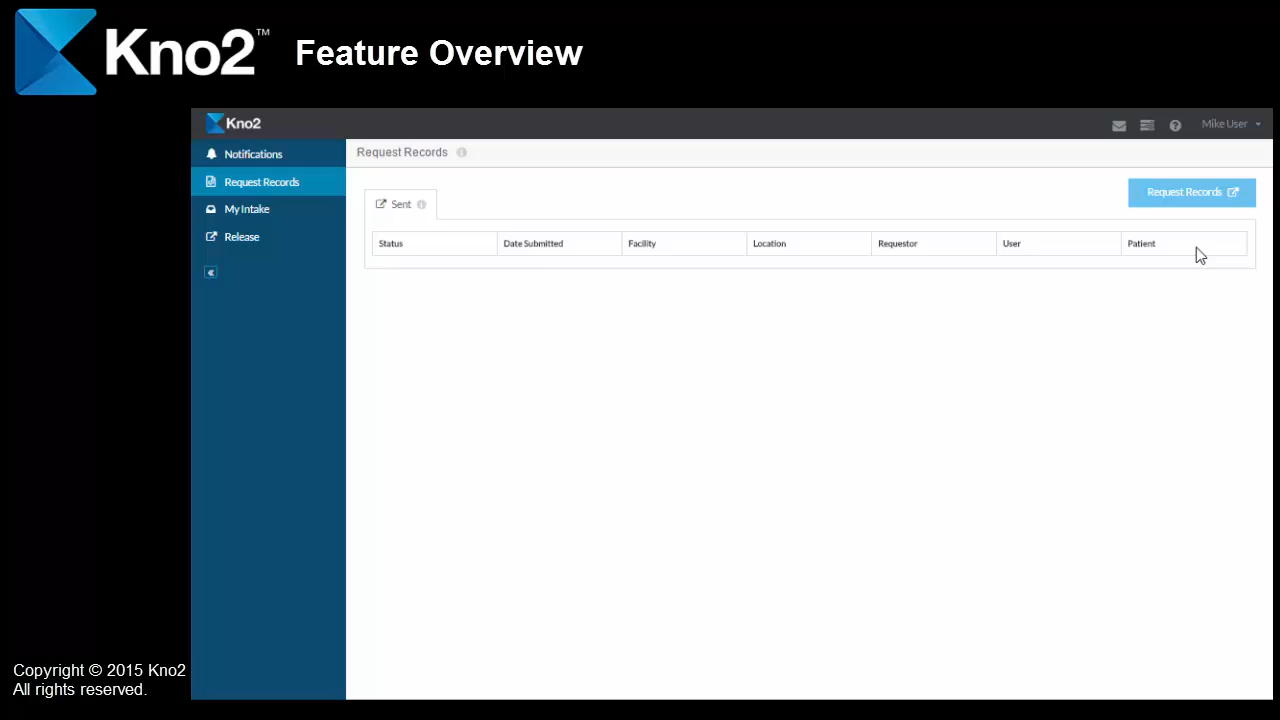 Kno2™ Feature Overview
Kno2
Mike User
Notifications
Request Records
My Intake
Release
Request Records
Request Records
Sent
Status Date Submitted Facility Location Requestor User Patient
Copyright © 2015 Kno2
All rights reserved.